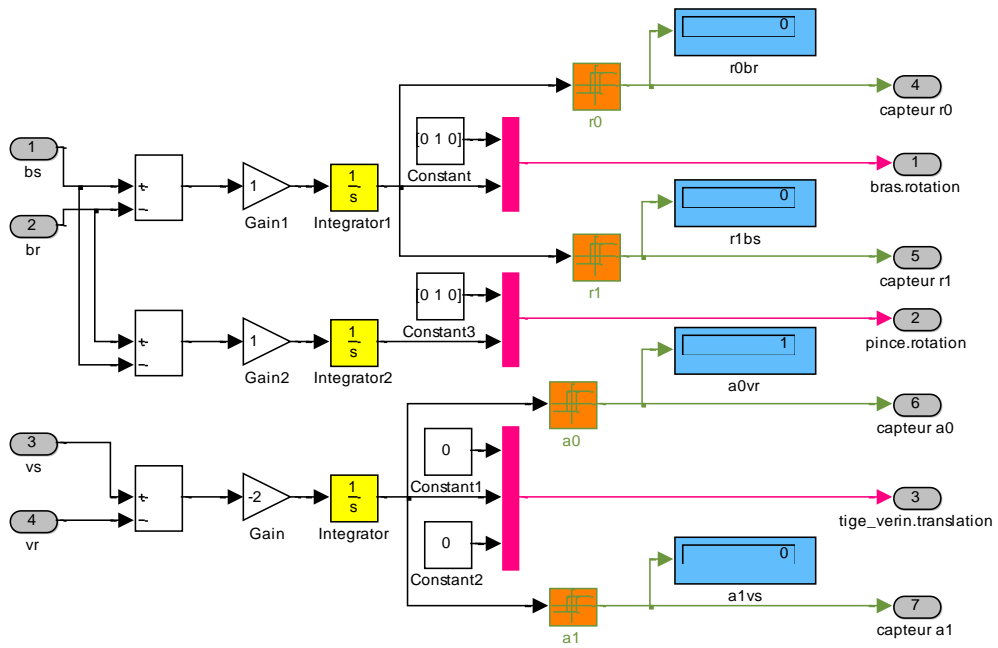 0
r0br
4
capteur r0
r0
1
bs
[0 1 0]
Constant
1
bras.rotation
+
−
1
Gain1
1
s
Integrator1
0
r1bs
2
br
r1
5
capteur r1
[0 1 0]
Constant3
2
pince.rotation
+
−
1
Gain2
1
s
Integrator2
1
a0vr
a0
6
capteur a0
3
vs
0
Constant1
+
−
-2
Gain
1
s
Integrator
3
tige_verin.translation
4
vr
0
Constant2
0
a1vs
a1
7
capteur a1